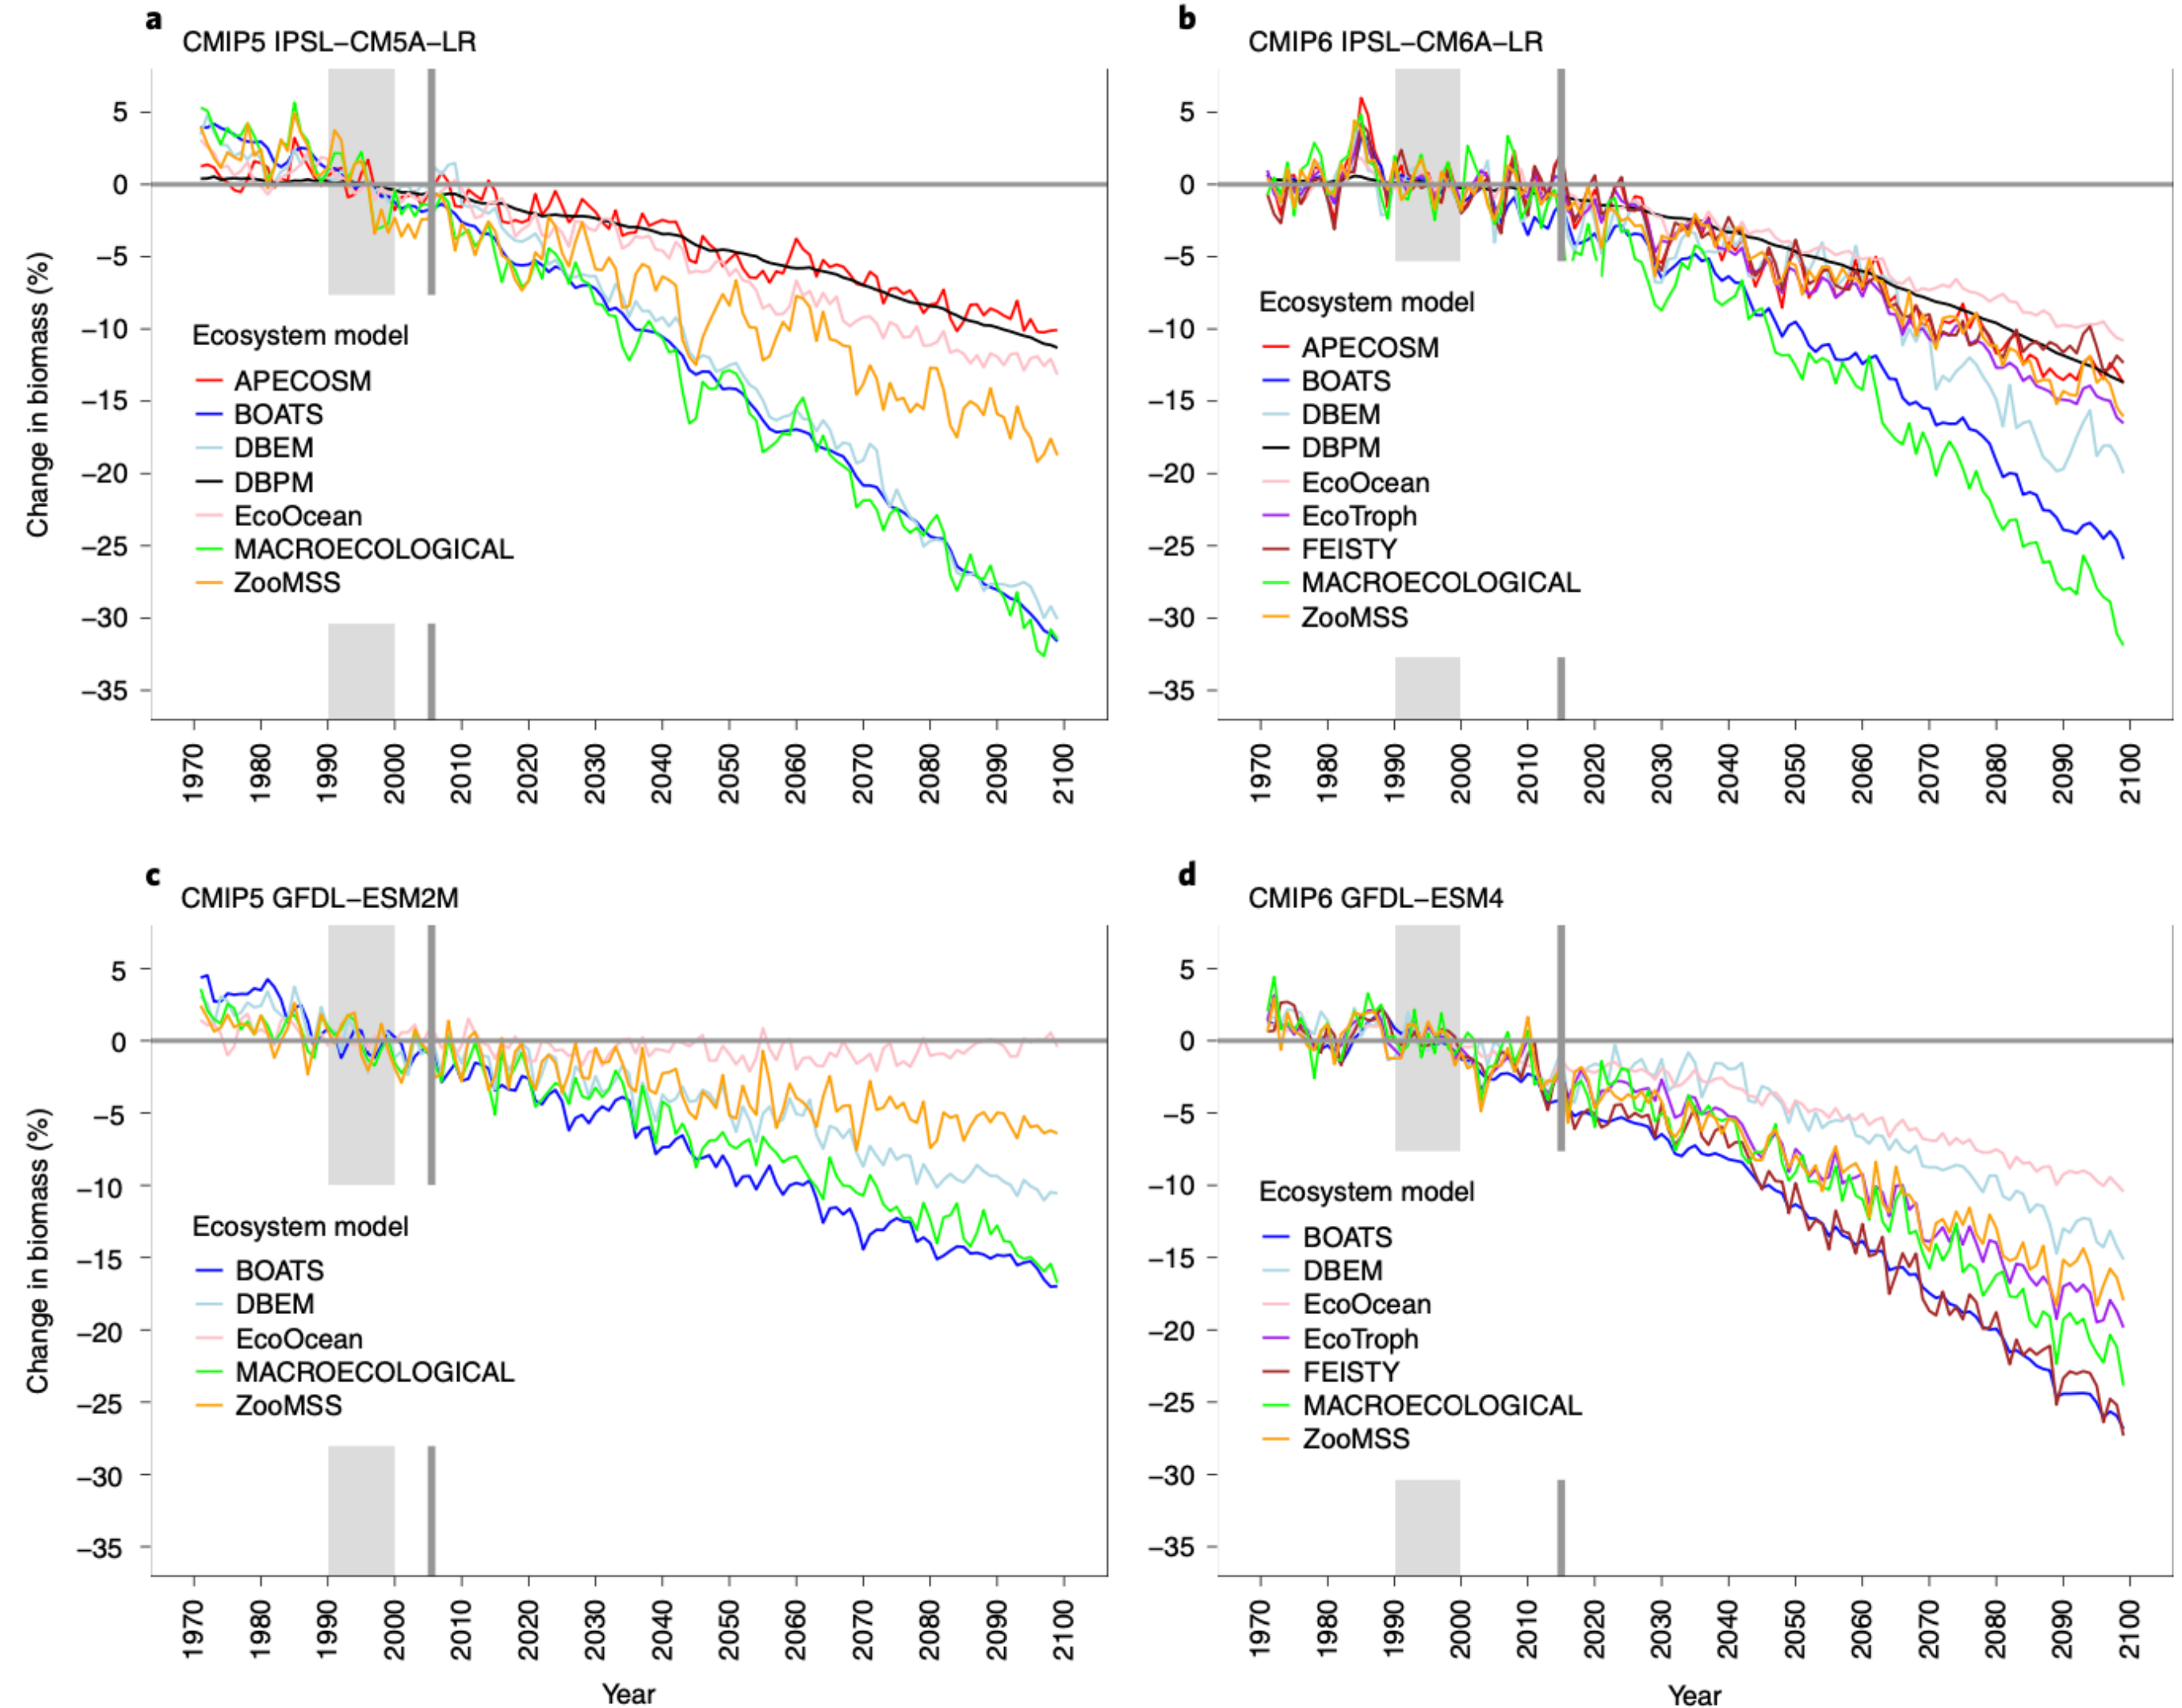 a
CMIP5 IPSL–CM5A–LR
Change in biomass (%)
5
0
–5
–10
–15
–20
–25
–30
–35
Ecosystem model
APECOSM
BOATS
DBEM
DBPM
EcoOcean
MACROECOLOGICAL
ZooMSS
1970
1980
1990
2000
2010
2020
2030
2040
2050
2060
2070
2080
2090
2100
b
CMIP6 IPSL–CM6A–LR
5
0
–5
–10
–15
–20
–25
–30
–35
Ecosystem model
APECOSM
BOATS
DBEM
DBPM
EcoOcean
EcoTroph
FEISTY
MACROECOLOGICAL
ZooMSS
1970
1980
1990
2000
2010
2020
2030
2040
2050
2060
2070
2080
2090
2100
c
CMIP5 GFDL–ESM2M
Change in biomass (%)
5
0
–5
–10
–15
–20
–25
–30
–35
Ecosystem model
BOATS
DBEM
EcoOcean
MACROECOLOGICAL
ZooMSS
1970
1980
1990
2000
2010
2020
2030
2040
2050
2060
2070
2080
2090
2100
Year
d
CMIP6 GFDL–ESM4
5
0
–5
–10
–15
–20
–25
–30
–35
Ecosystem model
BOATS
DBEM
EcoOcean
EcoTroph
FEISTY
MACROECOLOGICAL
ZooMSS
1970
1980
1990
2000
2010
2020
2030
2040
2050
2060
2070
2080
2090
2100
Year